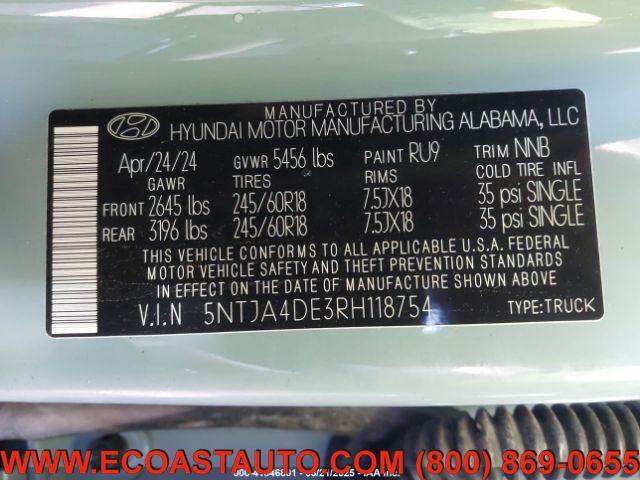 MANUFACTURED BY
HYUNDAI MOTOR MANUFACTURING ALABAMA, LLC
Apr/24/24 GVWR 5456 lbs PAINT RU9 TRIM NNB
GAWR TIRES RIMS COLD TIRE INFL
FRONT 2645 lbs 245/60R18 7.5JX18 35 psi SINGLE
REAR 3196 lbs 245/60R18 7.5JX18 35 psi SINGLE
THIS VEHICLE CONFORMS TO ALL APPLICABLE U.S.A. FEDERAL
MOTOR VEHICLE SAFETY AND THEFT PREVENTION STANDARDS
IN EFFECT ON THE DATE OF MANUFACTURE SHOWN ABOVE.
V.I.N 5NTJA4DE3RH118754 TYPE:TRUCK
WWW.ECOASTAUTO.COM (800) 869-0655